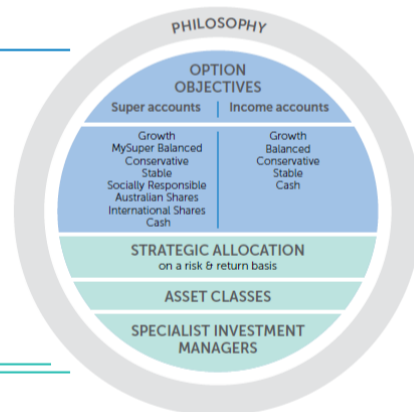 PHILOSOPHY
OPTION
OBJECTIVES
Super accounts
Income accounts
Growth
MySuper Balanced
Conservative
Stable
Socially Responsible
Australian Shares
International Shares
Cash
Growth
Balanced
Conservative
Stable
Cash
STRATEGIC ALLOCATION
on a risk & return basis
ASSET CLASSES
SPECIALIST INVESTMENT
MANAGERS